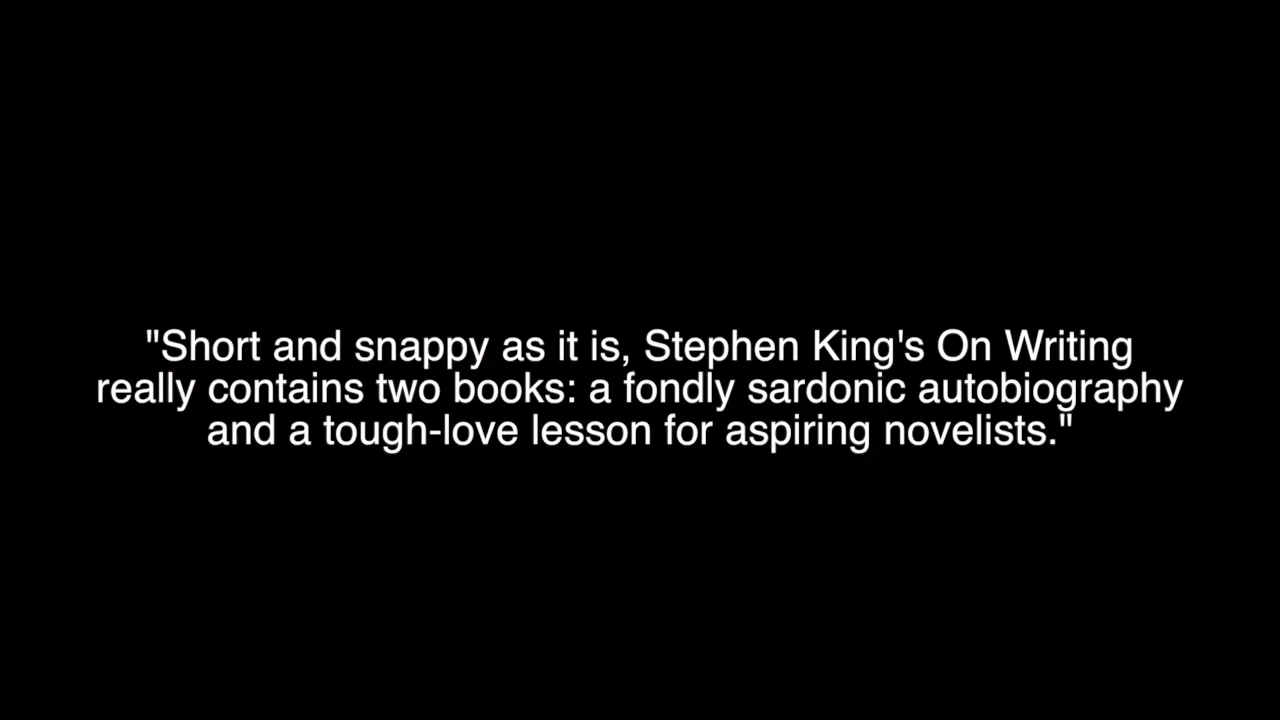 "Short and snappy as it is, Stephen King's On Writing
really contains two books: a fondly sardonic autobiography
and a tough-love lesson for aspiring novelists."